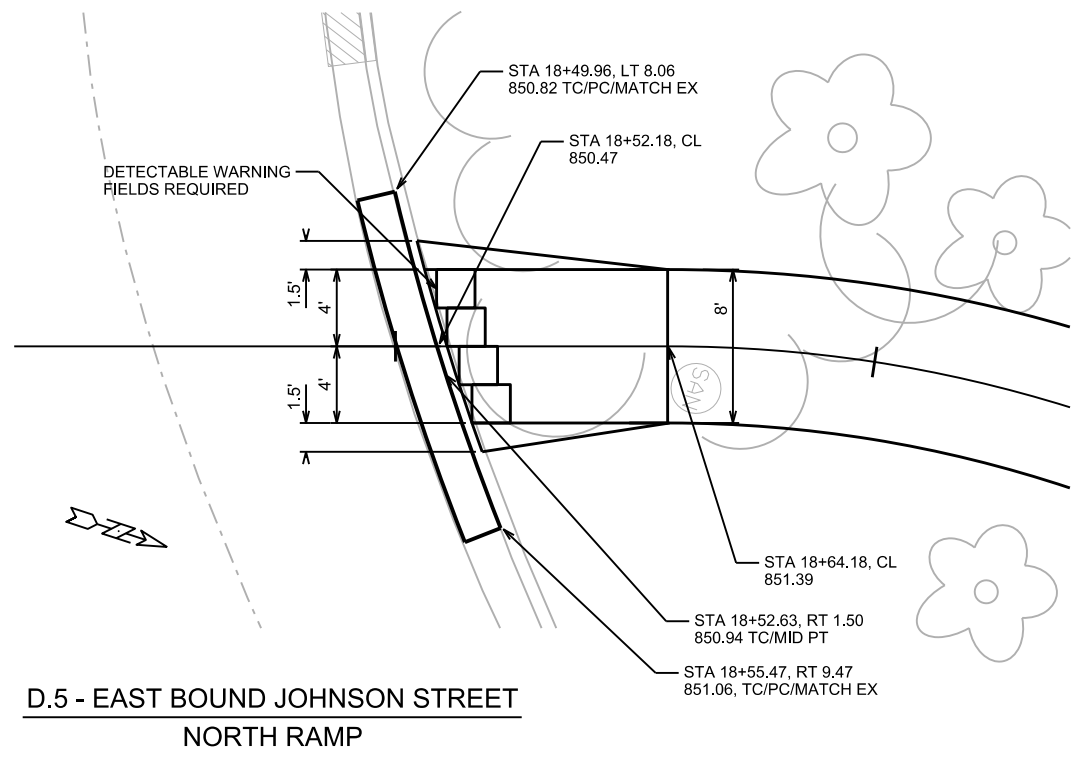 STA 18+49.96, LT 8.06
850.82 TC/PC/MATCH EX
STA 18+52.18, CL
850.47
DETECTABLE WARNING
FIELDS REQUIRED
1.5'
4'
8'
4'
1.5'
SAN
N
STA 18+64.18, CL
851.39
STA 18+52.63, RT 1.50
850.94 TC/MID PT
STA 18+55.47, RT 9.47
851.06, TC/PC/MATCH EX
D.5 - EAST BOUND JOHNSON STREET
NORTH RAMP